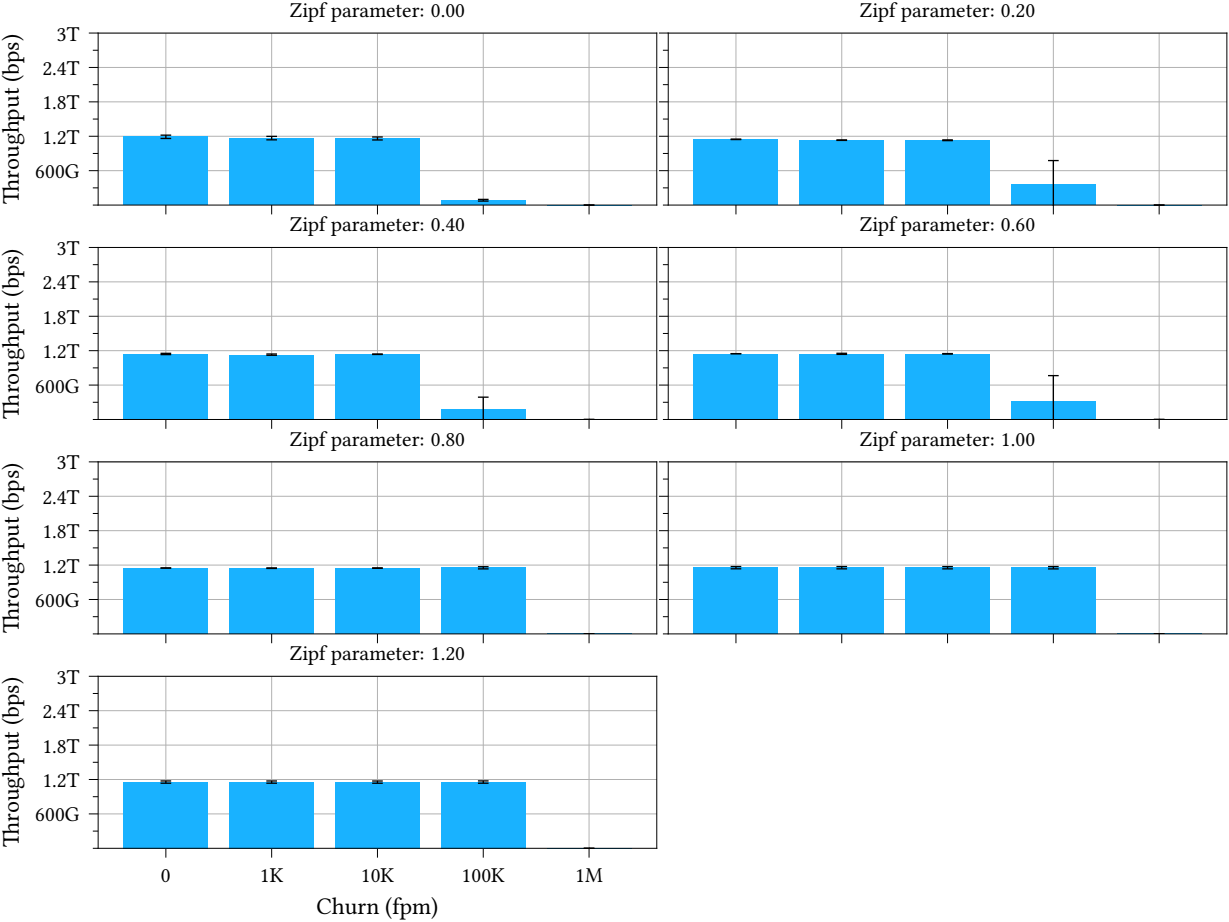 Zipf parameter: 0.00
Zipf parameter: 0.20
Throughput (bps)
3T
2.4T
1.8T
1.2T
600G
Zipf parameter: 0.40
Zipf parameter: 0.60
Throughput (bps)
3T
2.4T
1.8T
1.2T
600G
Zipf parameter: 0.80
Zipf parameter: 1.00
Throughput (bps)
3T
2.4T
1.8T
1.2T
600G
Zipf parameter: 1.20
Throughput (bps)
3T
2.4T
1.8T
1.2T
600G
0 1K 10K 100K 1M
Churn (fpm)